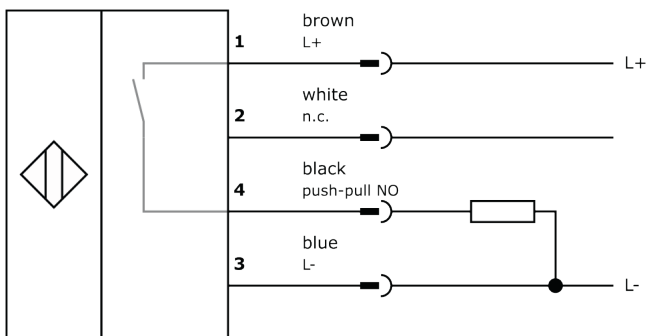 brown
1
L+
L+
white
2
n.c.
black
4
push-pull NO
blue
3
L-
L-